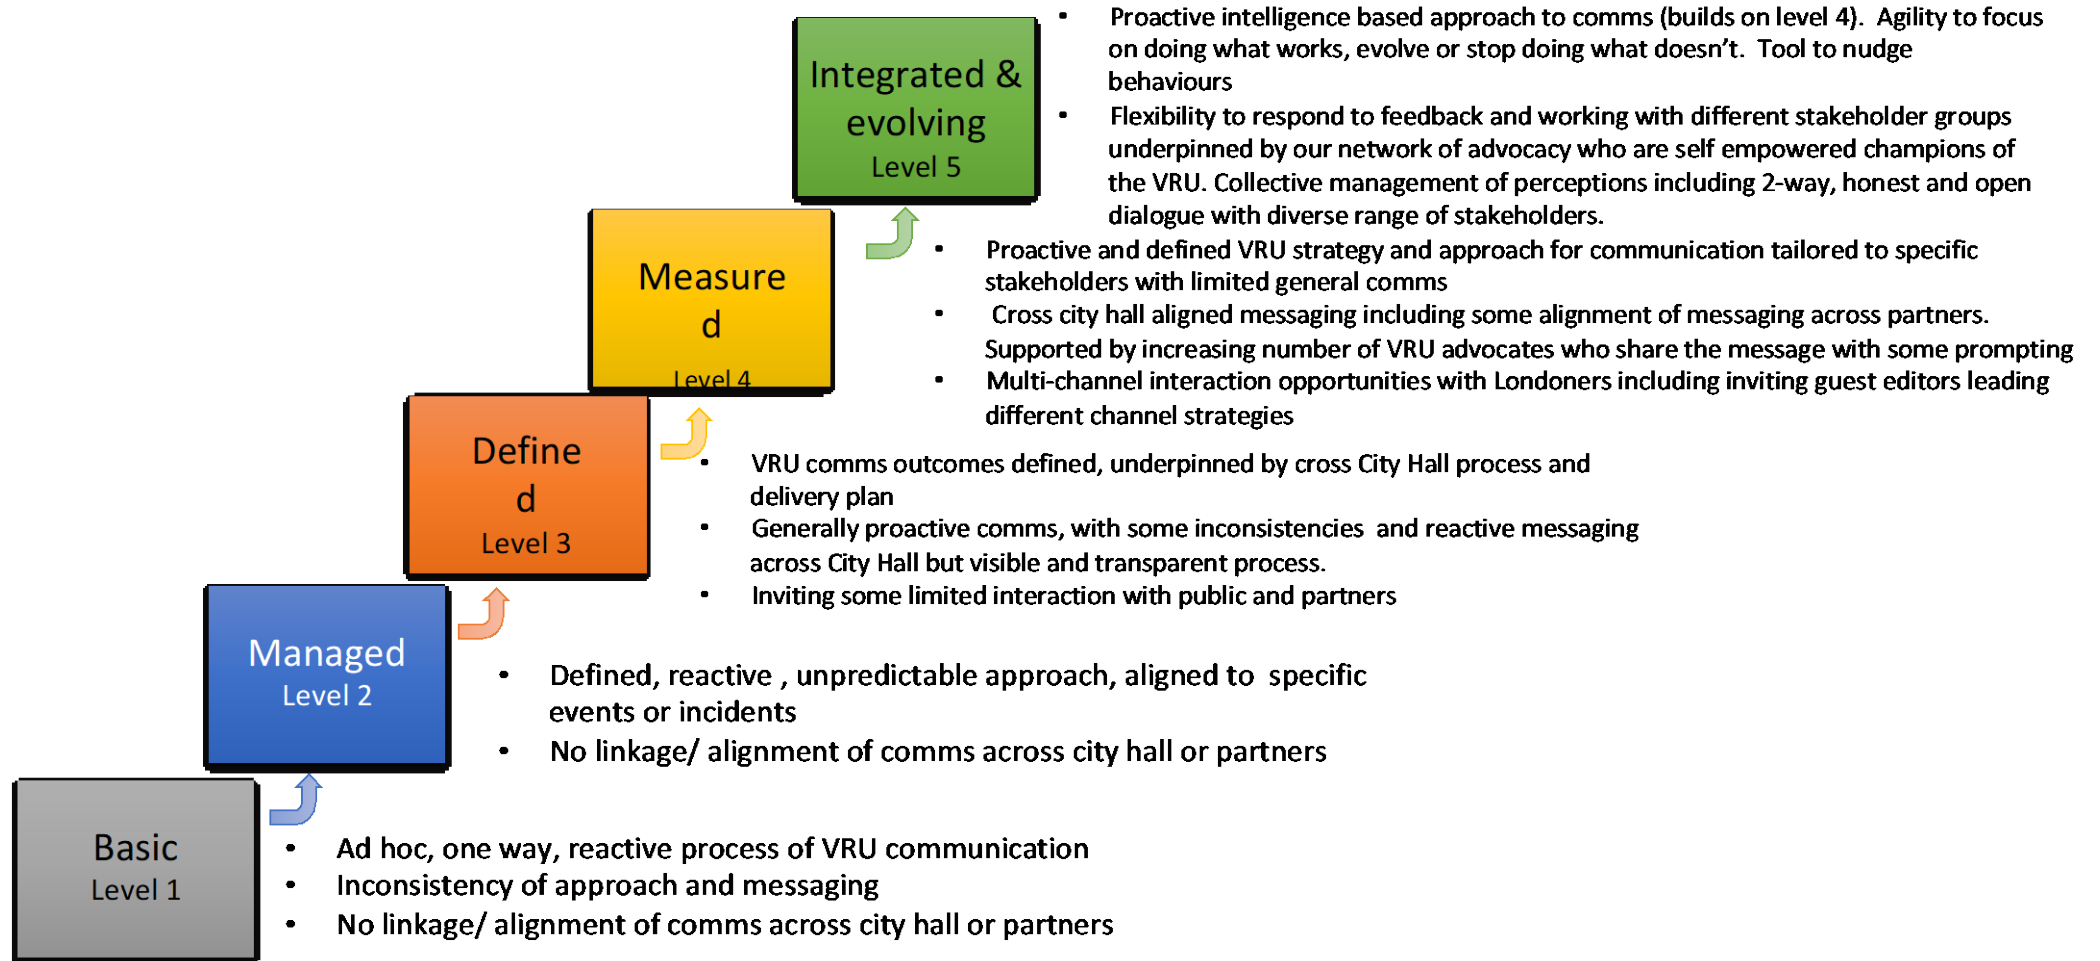 Integrated &
evolving
Level 5
• Proactive intelligence based approach to comms (builds on level 4).  Agility to focus
on doing what works, evolve or stop doing what doesn't.  Tool to nudge
behaviours
• Flexibility to respond to feedback and working with different stakeholder groups
underpinned by our network of advocacy who are self empowered champions of
the VRU. Collective management of perceptions including 2-way, honest and open
dialogue with diverse range of stakeholders.
Measure
d
Level 4
• Proactive and defined VRU strategy and approach for communication tailored to specific
stakeholders with limited general comms
• Cross city hall aligned messaging including some alignment of messaging across partners.
Supported by increasing number of VRU advocates who share the message with some prompting
• Multi-channel interaction opportunities with Londoners including inviting guest editors leading
different channel strategies
Define
d
Level 3
• VRU comms outcomes defined, underpinned by cross City Hall process and
delivery plan
• Generally proactive comms, with some inconsistencies  and reactive messaging
across City Hall but visible and transparent process.
• Inviting some limited interaction with public and partners
Managed
Level 2
• Defined, reactive , unpredictable approach, aligned to  specific
events or incidents
• No linkage/ alignment of comms across city hall or partners
Basic
Level 1
• Ad hoc, one way, reactive process of VRU communication
• Inconsistency of approach and messaging
• No linkage/ alignment of comms across city hall or partners